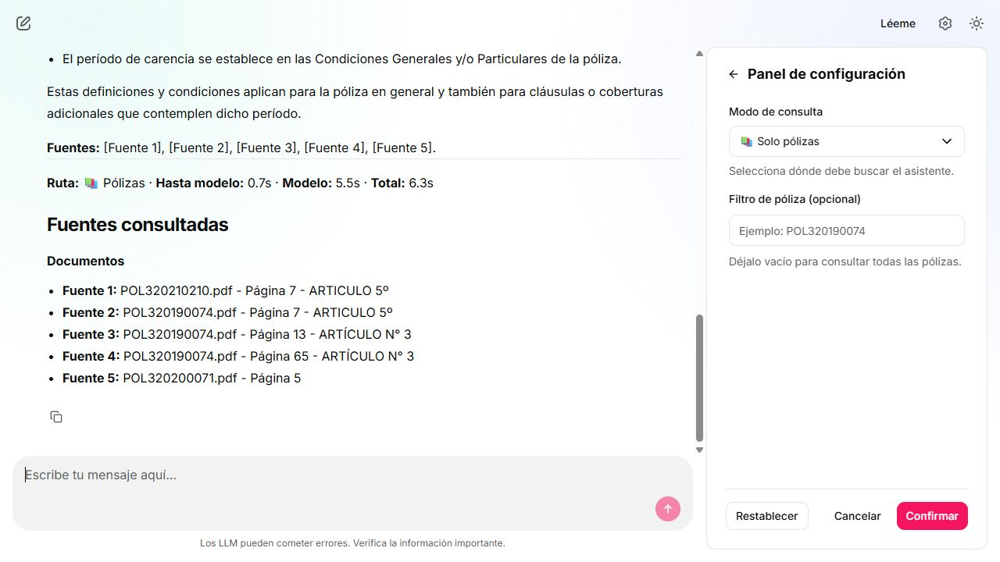 Léeme
• El período de carencia se establece en las Condiciones Generales y/o Particulares de la póliza.
Estas definiciones y condiciones aplican para la póliza en general y también para cláusulas o coberturas
adicionales que contemplen dicho período.
Fuentes: [Fuente 1], [Fuente 2], [Fuente 3], [Fuente 4], [Fuente 5].
Ruta: 📚 Pólizas · Hasta modelo: 0.7s · Modelo: 5.5s · Total: 6.3s
Fuentes consultadas
Documentos
• Fuente 1: POL320210210.pdf - Página 7 - ARTICULO 5º
• Fuente 2: POL320190074.pdf - Página 7 - ARTICULO 5º
• Fuente 3: POL320190074.pdf - Página 13 - ARTÍCULO N° 3
• Fuente 4: POL320190074.pdf - Página 65 - ARTÍCULO N° 3
• Fuente 5: POL320200071.pdf - Página 5
Escribe tu mensaje aquí...
Los LLM pueden cometer errores. Verifica la información importante.
Panel de configuración
Modo de consulta
📚 Solo pólizas
Selecciona dónde debe buscar el asistente.
Filtro de póliza (opcional)
Ejemplo: POL320190074
Déjalo vacío para consultar todas las pólizas.
Restablecer
Cancelar
Confirmar